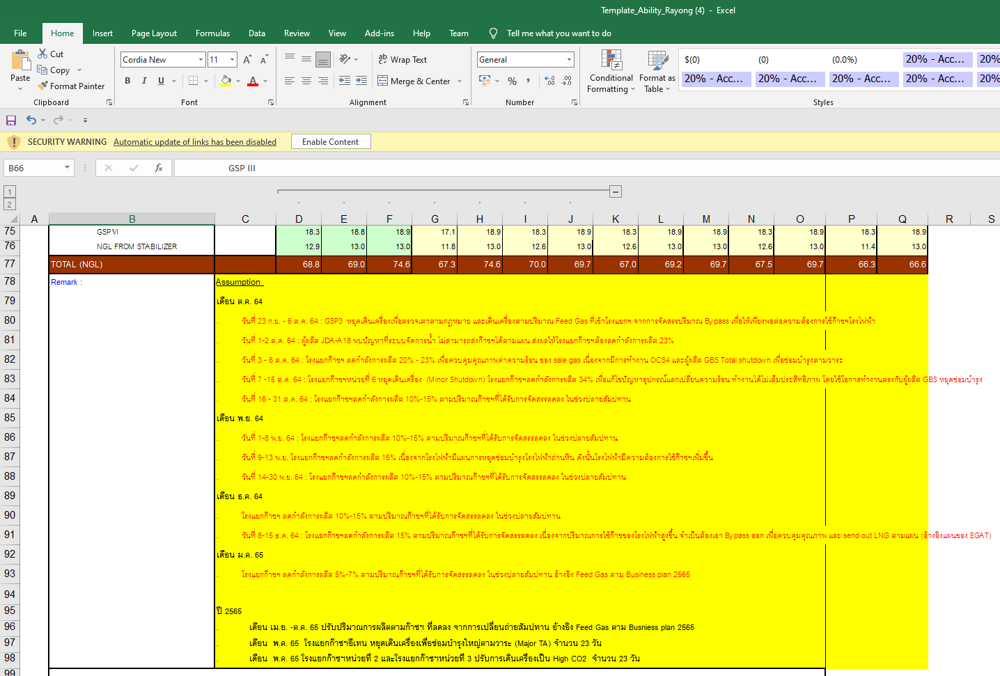 Template_Ability_Rayong (4) - Excel
File Home Insert Page Layout Formulas Data Review View Add-ins Help Team Tell me what you want to do
Paste
Cut
Copy
Format Painter
Clipboard
Cordia New 11
B I U
Font
Wrap Text
Merge & Center
Alignment
General
Number
Conditional Formatting
Format as Table
$(0) (0) (0.0%) 20% - Acc... 20%
20% - Acc... 20% - Acc... 20% - Acc... 20% - Acc... 20%
Styles
SECURITY WARNING Automatic update of links has been disabled Enable Content
B66 fx GSP III
1
2
A B C D E F G H I J K L M N O P Q R S
75 GSP VI 18.3 18.8 18.9 17.1 18.9 18.3 18.9 18.3 18.9 18.9 18.3 18.9 18.3 18.9
76 NGL FROM STABILIZER 12.9 13.0 13.0 11.8 13.0 12.6 13.0 12.6 13.0 13.0 12.6 13.0 11.4 13.0
77 TOTAL (NGL) 68.8 69.0 74.6 67.3 74.6 70.0 69.7 67.0 69.2 69.7 67.5 69.7 66.3 66.6
78 Remark : Assumption
79 เดือน ต.ค. 64
80 . วันที่ 23 ก.ย. - 6 ต.ค. 64 : GSP3 หยุดเดินเครื่องเพื่อตรวจเตาตามกฎหมาย และเดินเครื่องตามปริมาณ Feed Gas ที่เข้าโรงแยกฯ จากการจัดสรรปริมาณ Bypass เพื่อให้เพียงพอต่อความต้องการใช้ก๊าซฯโรงไฟฟ้า
81 . วันที่ 1-2 ต.ค. 64 : ผู้ผลิต JDA-A18 พบปัญหาที่ระบบจัดการน้ำ ไม่สามารถส่งก๊าซฯได้ตามแผน ส่งผลให้โรงแยกก๊าซฯต้องลดกำลังการผลิต 23%
82 . วันที่ 3 - 6 ต.ค. 64 : โรงแยกก๊าซฯ ลดกำลังการผลิต 20% - 23% เพื่อควบคุมคุณภาพค่าความร้อน ของ sale gas เนื่องจากมีการทำงาน OCS4 และผู้ผลิต GBS Total shutdown เพื่อซ่อมบำรุงตามวาระ
83 . วันที่ 7 -15 ต.ค. 64 : โรงแยกก๊าซฯหน่วยที่ 6 หยุดเดินเครื่อง (Minor Shutdown) โรงแยกก๊าซฯลดกำลังการผลิต 34% เพื่อแก้ไขปัญหาอุปกรณ์แลกเปลี่ยนความร้อน ทำงานได้ไม่เต็มประสิทธิภาพ โดยใช้โอกาสทำงานตรงกับผู้ผลิต GBS หยุดซ่อมบำรุง
84 . วันที่ 16 - 31 ต.ค. 64 : โรงแยกก๊าซฯลดกำลังการผลิต 10%-15% ตามปริมาณก๊าซฯที่ได้รับการจัดสรรลดลง ในช่วงปลายสัมปทาน
85 เดือน พ.ย. 64
86 . วันที่ 1-8 พ.ย. 64 : โรงแยกก๊าซฯลดกำลังการผลิต 10%-15% ตามปริมาณก๊าซฯที่ได้รับการจัดสรรลดลง ในช่วงปลายสัมปทาน
87 . วันที่ 9-13 พ.ย. โรงแยกก๊าซฯลดกำลังการผลิต 15% เนื่องจากโรงไฟฟ้ามีแผนการหยุดซ่อมบำรุงโรงไฟฟ้าถ่านหิน ดังนั้นโรงไฟฟ้ามีความต้องการใช้ก๊าซฯเพิ่มขึ้น
88 . วันที่ 14-30 พ.ย. 64 : โรงแยกก๊าซฯลดกำลังการผลิต 10%-15% ตามปริมาณก๊าซฯที่ได้รับการจัดสรรลดลง ในช่วงปลายสัมปทาน
89 เดือน ธ.ค. 64
90 . โรงแยกก๊าซฯ ลดกำลังการผลิต 10%-15% ตามปริมาณก๊าซฯที่ได้รับการจัดสรรลดลง ในช่วงปลายสัมปทาน
91 . วันที่ 8-15 ธ.ค. 64 : โรงแยกก๊าซฯลดกำลังการผลิต 15% ตามปริมาณก๊าซฯที่ได้รับการจัดสรรลดลง เนื่องจากปริมาณการใช้ก๊าซของโรงไฟฟ้าสูงขึ้น จำเป็นต้องเอา Bypass ออก เพื่อควบคุมคุณภาพ และ send out LNG ตามแผน (อ้างอิงแผนของ EGAT)
92 เดือน ม.ค. 65
93 . โรงแยกก๊าซฯ ลดกำลังการผลิต 5%-7% ตามปริมาณก๊าซฯที่ได้รับการจัดสรรลดลง ในช่วงปลายสัมปทาน อ้างอิง Feed Gas ตาม Business plan 2565
94
95 ปี 2565
96 . เดือน เม.ย. -ต.ค. 65 ปรับปริมาณการผลิตตามก๊าซฯ ที่ลดลง จากการเปลี่ยนถ่ายสัมปทาน อ้างอิง Feed Gas ตาม Busniess plan 2565
97 . เดือน พ.ค. 65 โรงแยกก๊าซฯอีเทน หยุดเดินเครื่องเพื่อซ่อมบำรุงใหญ่ตามวาระ (Major TA) จำนวน 23 วัน
98 . เดือน พ.ค. 65 โรงแยกก๊าซฯหน่วยที่ 2 และโรงแยกก๊าซฯหน่วยที่ 3 ปรับการเดินเครื่องเป็น High CO2 จำนวน 23 วัน
99